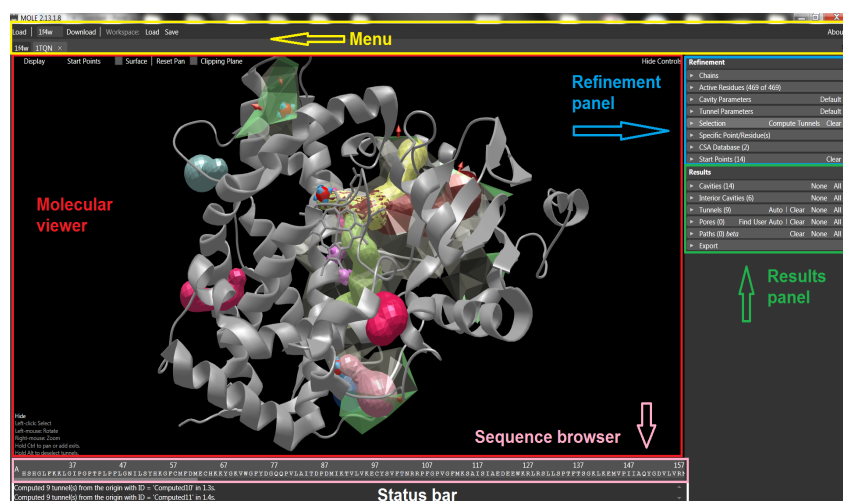 MOLE 2.13.1.8
Load 1f4w Download Workspace: Load Save About
1f4w 1TQN ×
Menu
Display Start Points Surface Reset Pan Clipping Plane Hide Controls
Refinement
panel
Refinement
Chains
Active Residues (469 of 469)
Cavity Parameters Default
Tunnel Parameters Default
Selection Compute Tunnels Clear
Specific Point/Residue(s)
CSA Database (2)
Start Points (14) Clear
Results
Cavities (14) None All
Interior Cavities (6) None All
Tunnels (9) Auto | Clear None All
Pores (0) Find User Auto | Clear None All
Paths (0) beta Clear None All
Export
Molecular
viewer
Results
panel
Hide
Left-click: Select
Left-mouse: Rotate
Right-mouse: Zoom
Hold Ctrl to pan or add exits.
Hold Alt to deselect tunnels.
Sequence browser
A 37 47 57 67 77 87 97 107 117 127 137 147 157
Computed 9 tunnel(s) from the origin with ID = 'Computed10' in 1.3s.
Computed 9 tunnel(s) from the origin with ID = 'Computed11' in 1.4s.
Status bar